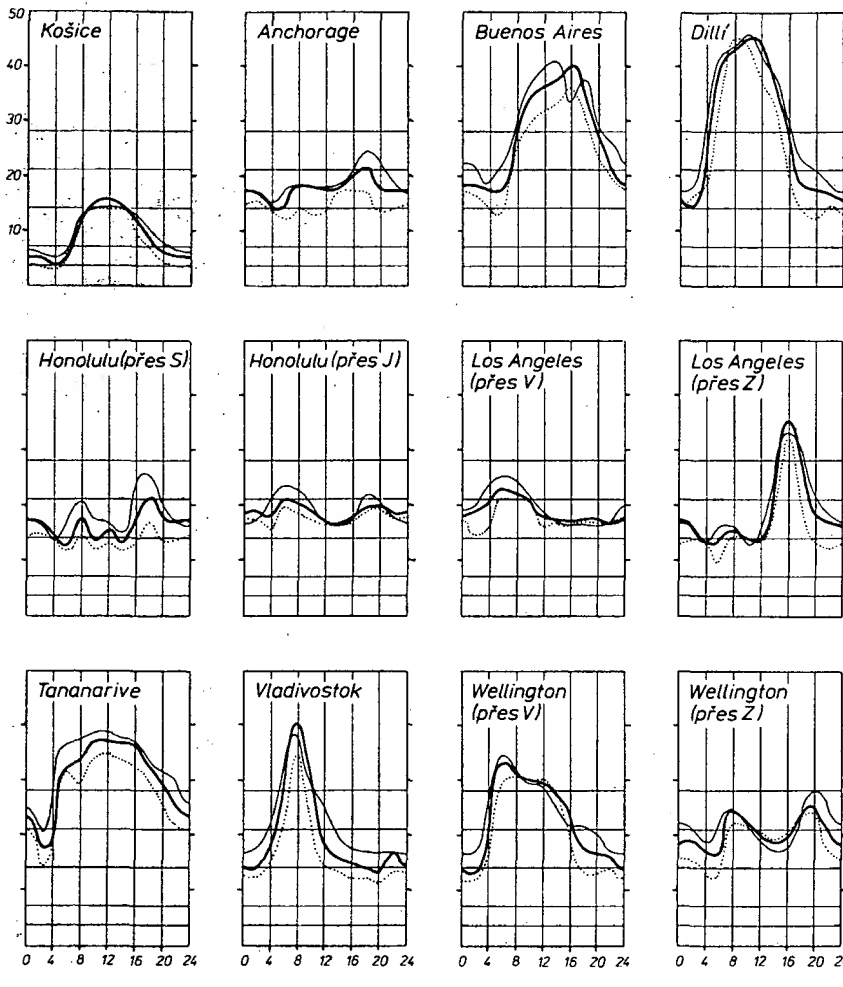 50
Košice
Anchorage
Buenos Aires
Dillí
40
30
20
10
Honolulu (přes S)
Honolulu (přes J)
Los Angeles
(přes V)
Los Angeles
(přes Z)
Tananarive
Vladivostok
Wellington
(přes V)
Wellington
(přes Z)
0 4 8 12 16 20 24
0 4 8 12 16 20 24
0 4 8 12 16 20 24
0 4 8 12 16 20 24